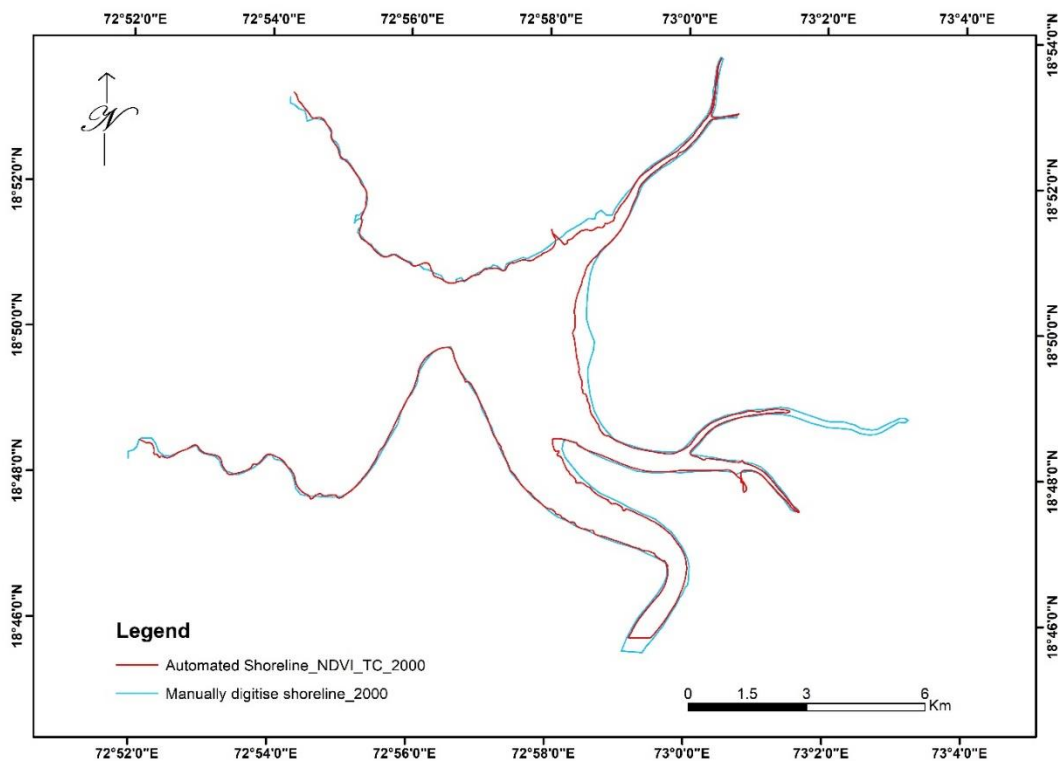 72°52'0"E 72°54'0"E 72°56'0"E 72°58'0"E 73°0'0"E 73°2'0"E 73°4'0"E
18°54'0"N
N
18°52'0"N 18°52'0"N
18°50'0"N 18°50'0"N
18°48'0"N 18°48'0"N
18°46'0"N 18°46'0"N
Legend
Automated Shoreline_NDVI_TC_2000
Manually digitise shoreline_2000
0 1.5 3 6
Km
72°52'0"E 72°54'0"E 72°56'0"E 72°58'0"E 73°0'0"E 73°2'0"E 73°4'0"E